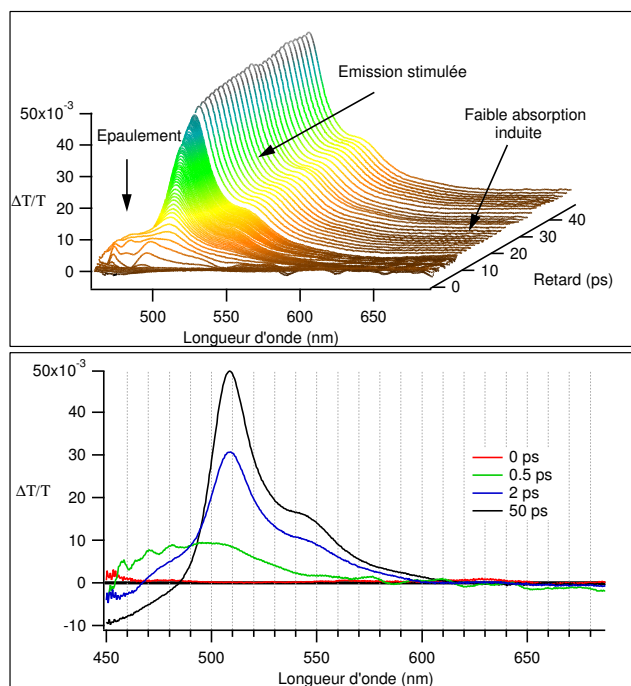 Emission stimulée
50x10-3
Epaulement
Faible absorption
induite
40
30
ΔT/T
20
10
0
40
30
20
10
0
Retard (ps)
500
550
600
650
Longueur d'onde (nm)
50x10-3
40
30
ΔT/T
20
10
0
-10
0 ps
0.5 ps
2 ps
50 ps
450
500
550
600
650
Longueur d'onde (nm)